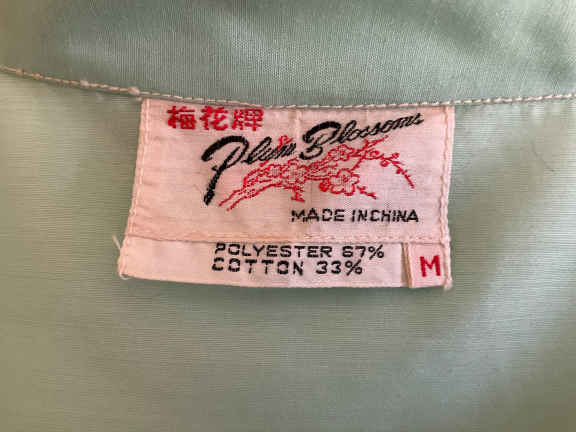 梅花牌
Plum Blossoms
MADE IN CHINA
POLYESTER 67%
COTTON 33%
M